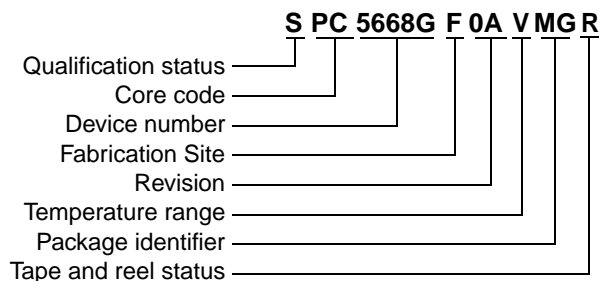 S PC 5668G F 0A V MG R
Qualification status
Core code
Device number
Fabrication Site
Revision
Temperature range
Package identifier
Tape and reel status